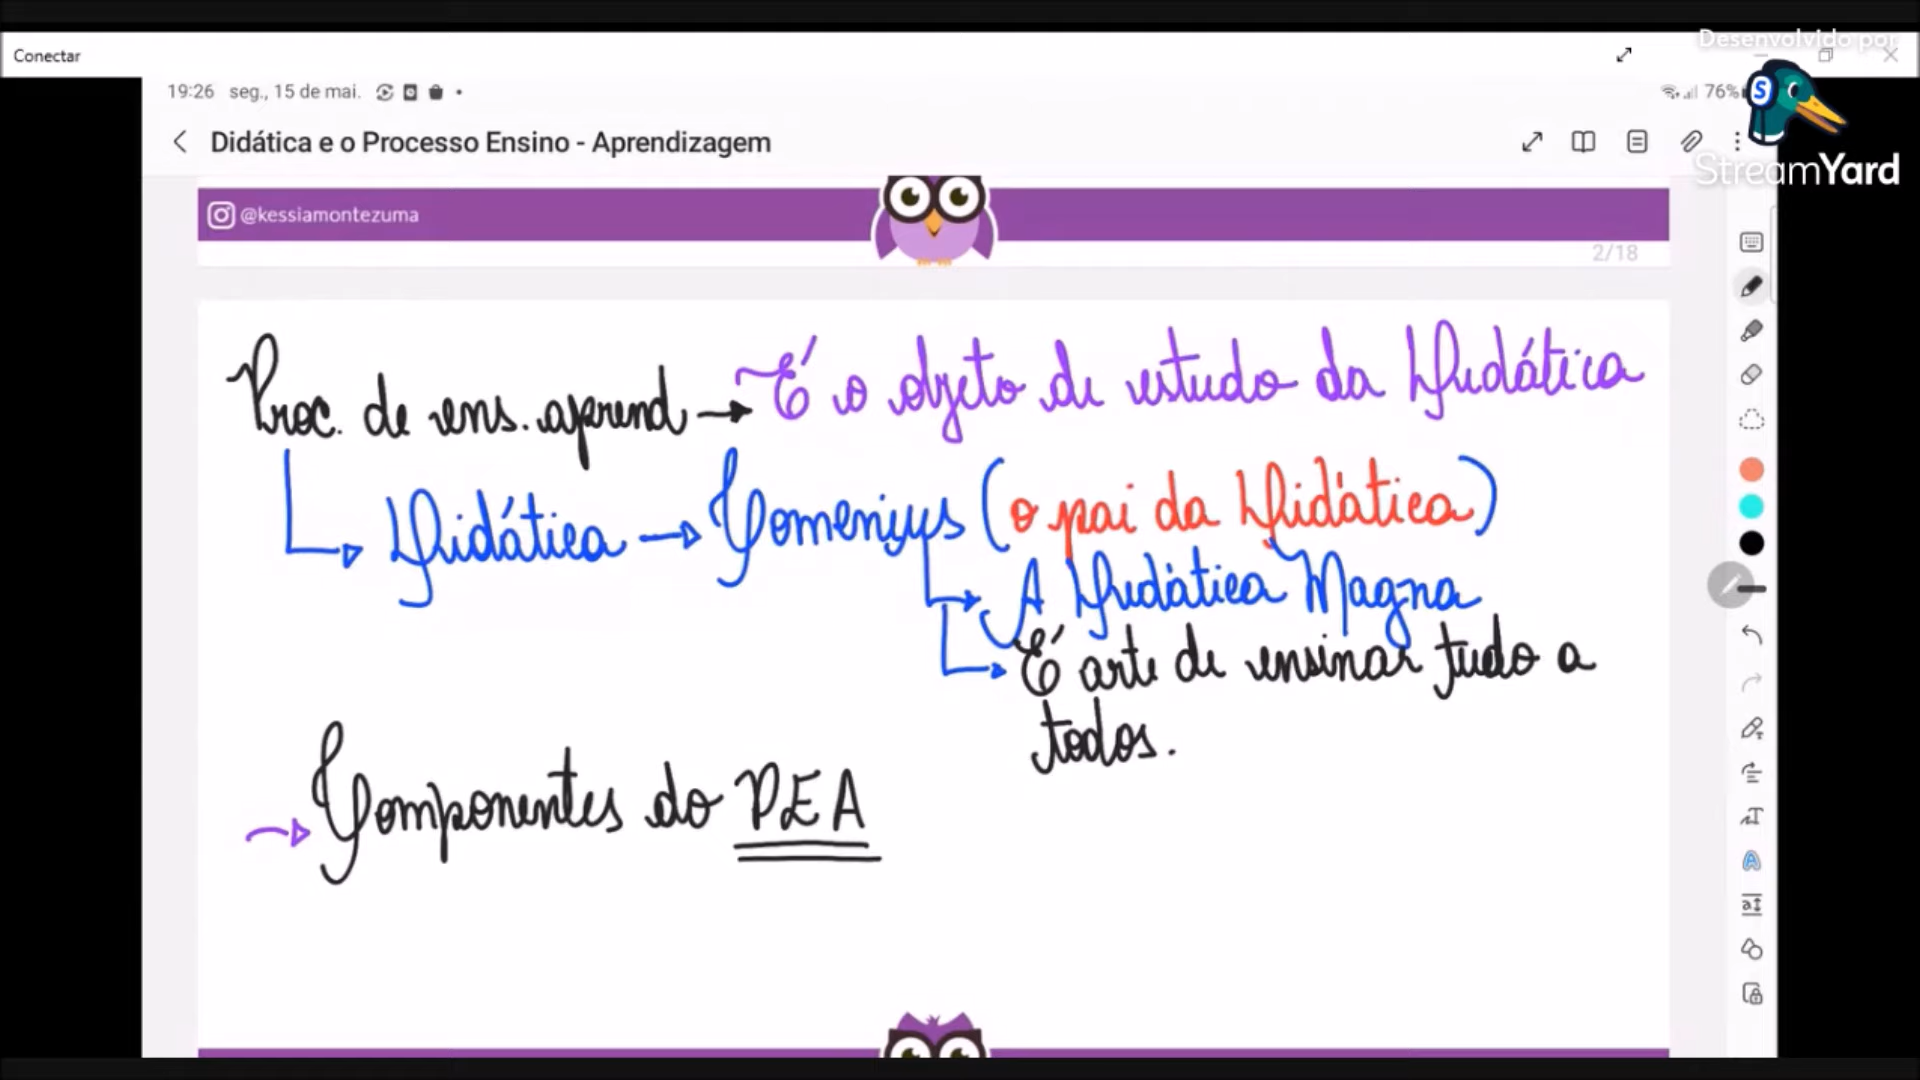 Desenvolvido por
Conectar
19:26 seg., 15 de mai.
76%
StreamYard
Didática e o Processo Ensino - Aprendizagem
@kessiamontezuma
2/18
Proc. de ens. aprend → É o objeto de estudo da Didática
Didática → Comenius (o pai da Didática)
A Didática Magna
É arte de ensinar tudo a
todos.
→ Componentes do PEA